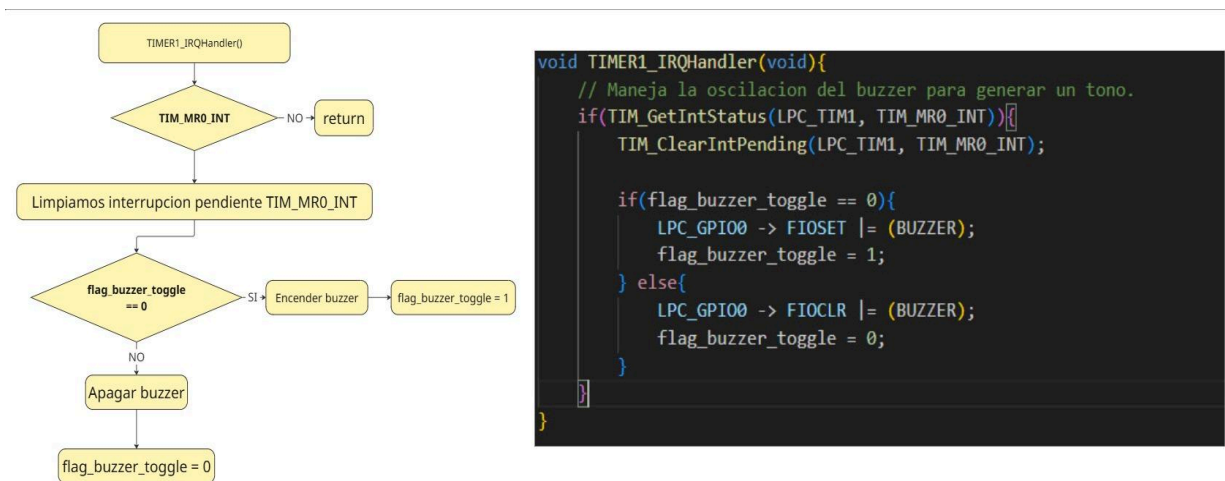 TIMER1_IRQHandler()
TIM_MR0_INT
NO
return
Limpiamos interrupcion pendiente TIM_MR0_INT
flag_buzzer_toggle
== 0
SI
Encender buzzer
flag_buzzer_toggle = 1
NO
Apagar buzzer
flag_buzzer_toggle = 0
void TIMER1_IRQHandler(void){
// Maneja la oscilacion del buzzer para generar un tono.
if(TIM_GetIntStatus(LPC_TIM1, TIM_MR0_INT)){
TIM_ClearIntPending(LPC_TIM1, TIM_MR0_INT);
if(flag_buzzer_toggle == 0){
LPC_GPIO0 -> FIOSET |= (BUZZER);
flag_buzzer_toggle = 1;
} else{
LPC_GPIO0 -> FIOCLR |= (BUZZER);
flag_buzzer_toggle = 0;
}
}
}